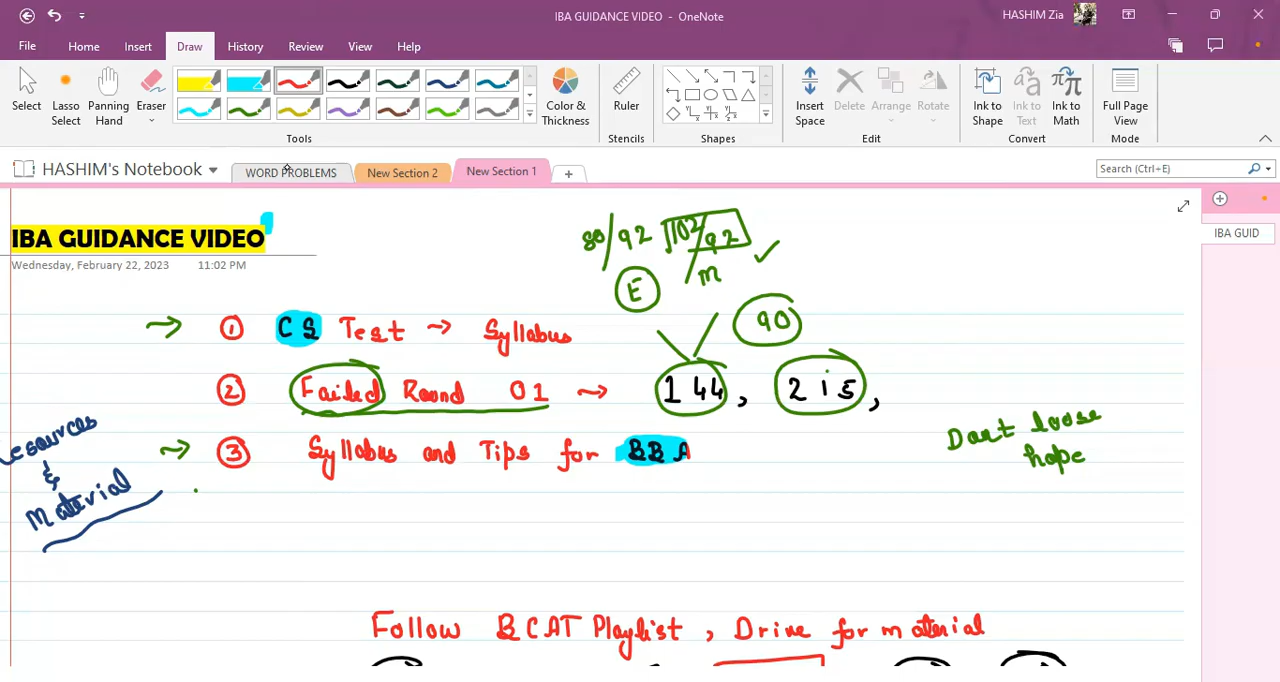 IBA GUIDANCE VIDEO - OneNote
HASHIM Zia
File Home Insert Draw History Review View Help
Select Lasso Select Panning Hand Eraser
Color & Thickness
Ruler
Insert Space Delete Arrange Rotate
Ink to Shape Ink to Text Ink to Math
Full Page View
Tools Stencils Shapes Edit Convert Mode
HASHIM's Notebook WORD PROBLEMS New Section 2 New Section 1 +
Search (Ctrl+E)
IBA GUID
IBA GUIDANCE VIDEO
Wednesday, February 22, 2023 11:02 PM
80/92 102/92
E M
→ 1 CS Test → Syllabus
90
2 Failed Round 01 → 144, 215,
→ 3 Syllabus and Tips for BBA
Dont loose
hope
esources
&
Material
Follow BCAT Playlist, Drive for material